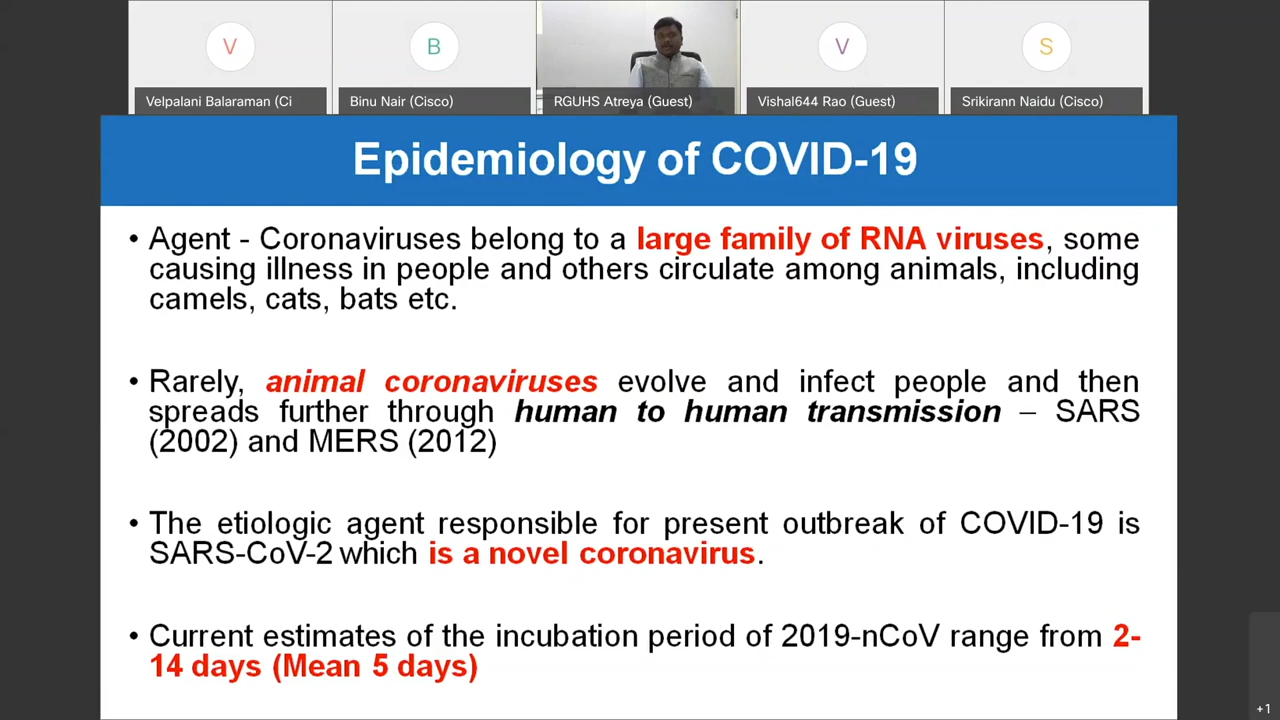 V
B
V
S
Velpalani Balaraman (Ci
Binu Nair (Cisco)
RGUHS Atreya (Guest)
Vishal644 Rao (Guest)
Srikirann Naidu (Cisco)
Epidemiology of COVID-19
• Agent - Coronaviruses belong to a large family of RNA viruses, some
causing illness in people and others circulate among animals, including
camels, cats, bats etc.
• Rarely, animal coronaviruses evolve and infect people and then
spreads further through human to human transmission – SARS
(2002) and MERS (2012)
• The etiologic agent responsible for present outbreak of COVID-19 is
SARS-CoV-2 which is a novel coronavirus.
• Current estimates of the incubation period of 2019-nCoV range from 2-
14 days (Mean 5 days)
+1